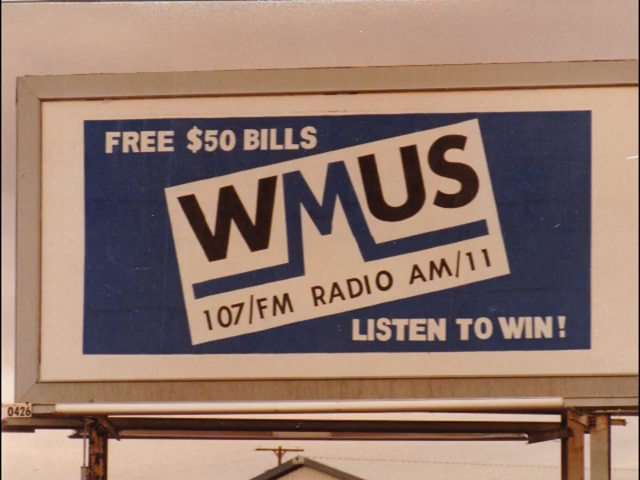 FREE $50 BILLS
WMUS
107/FM RADIO AM/11
LISTEN TO WIN!
0426